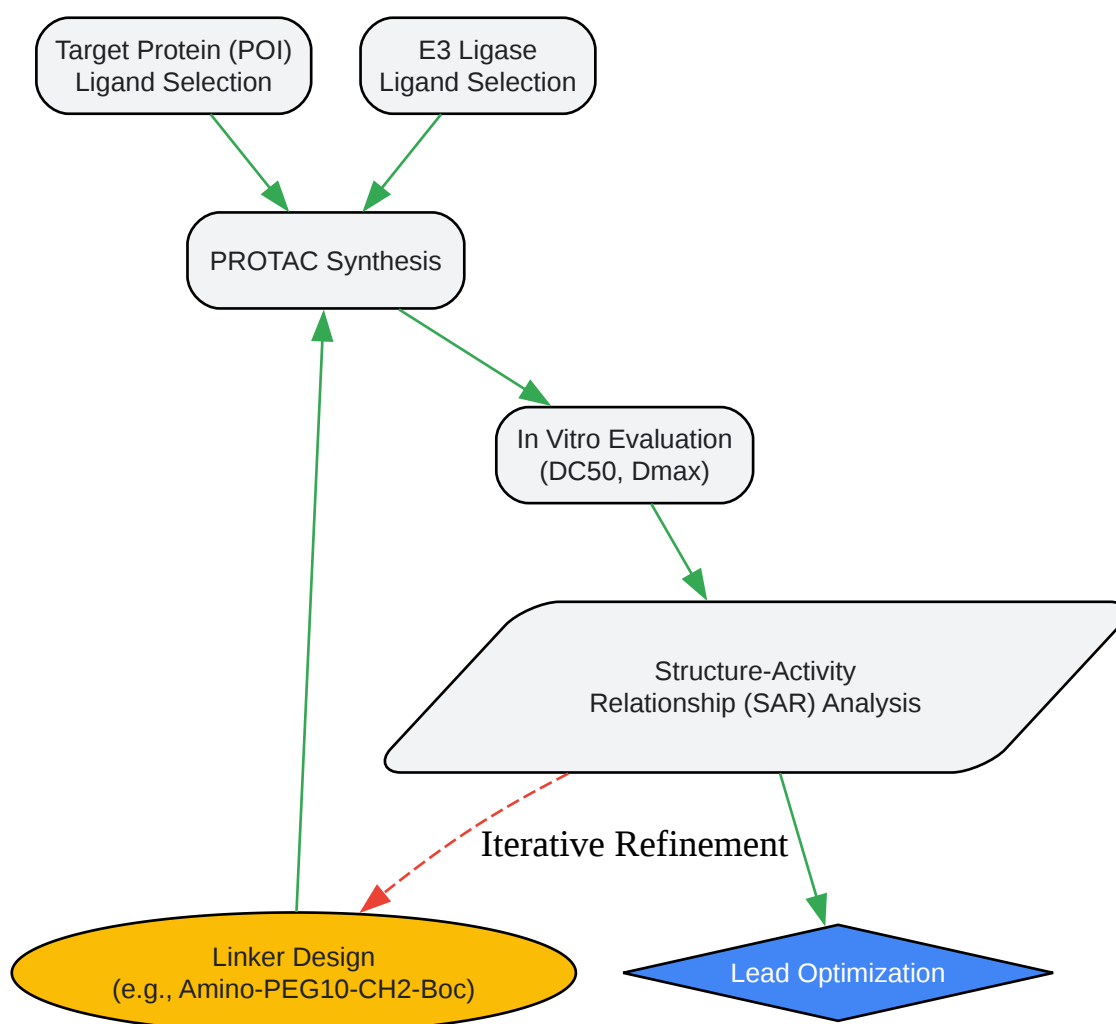 Target Protein (POI)
Ligand Selection
E3 Ligase
Ligand Selection
PROTAC Synthesis
In Vitro Evaluation
(DC50, Dmax)
Structure-Activity
Relationship (SAR) Analysis
Iterative Refinement
Linker Design
(e.g., Amino-PEG10-CH2-Boc)
Lead Optimization